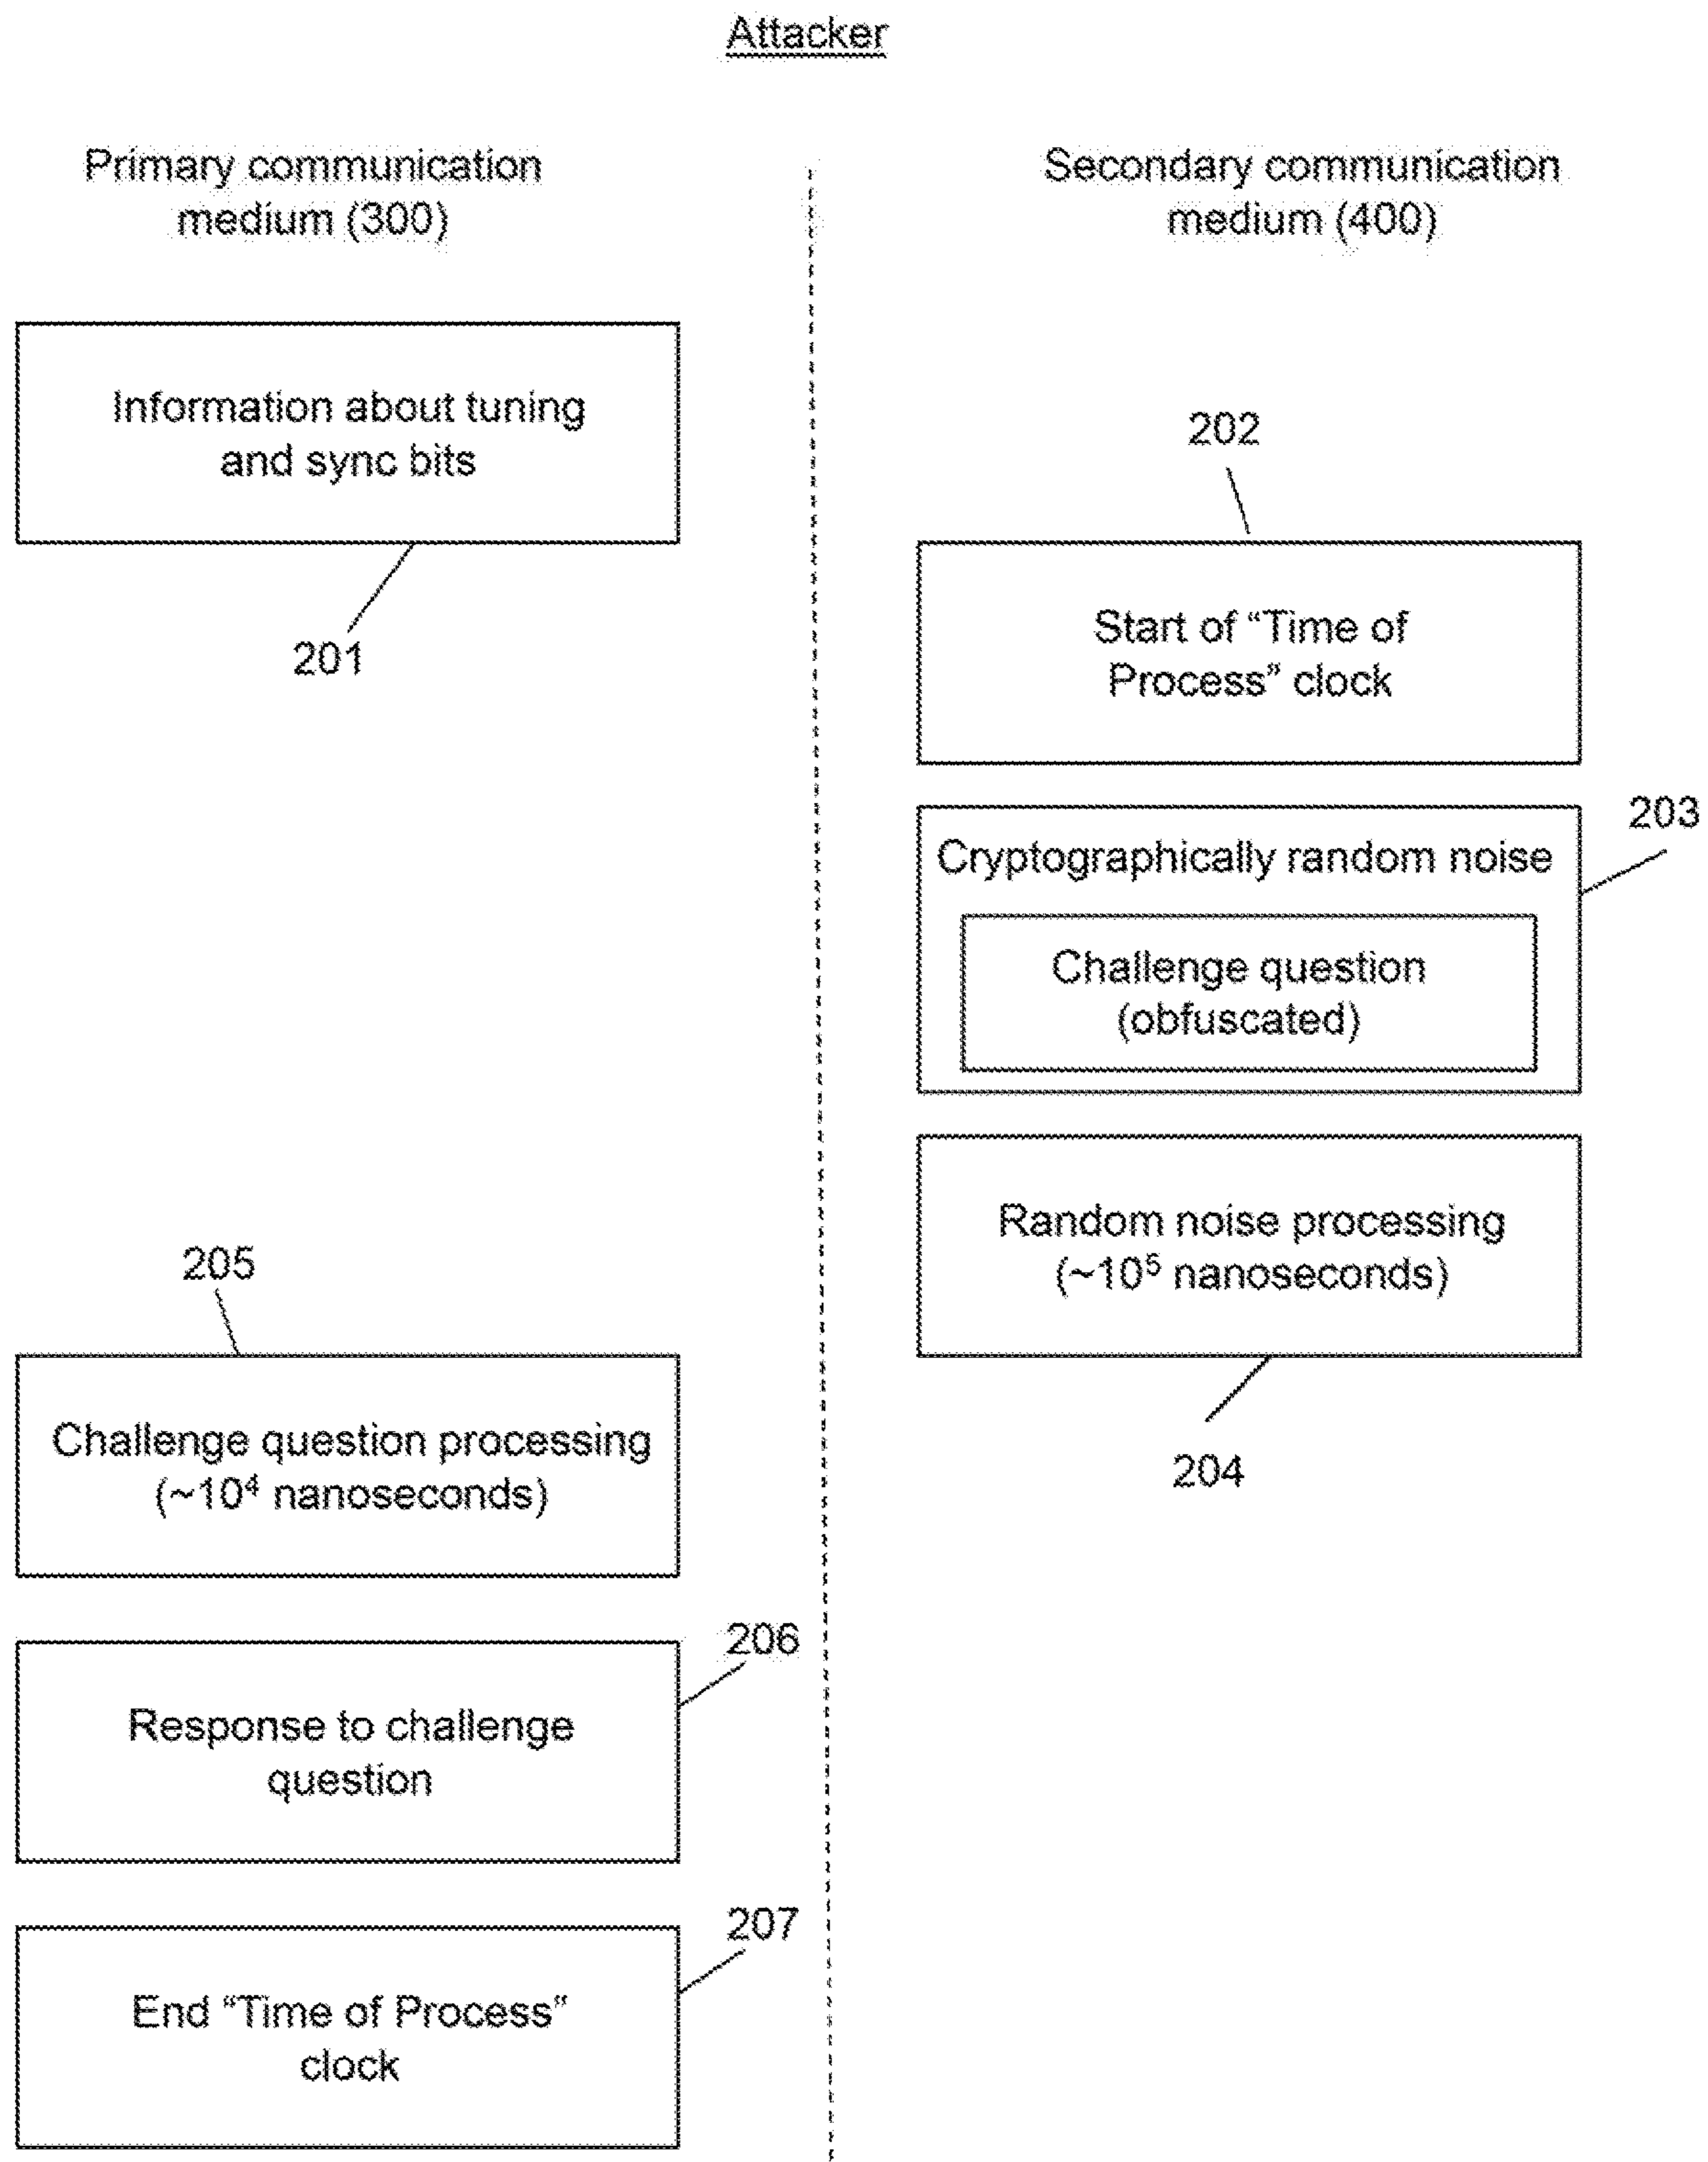 Attacker
Primary communication
medium (300)
Secondary communication
medium (400)
Information about tuning
and sync bits
201
202
Start of “Time of
Process” clock
203
Cryptographically random noise
Challenge question
(obfuscated)
Random noise processing
(~10⁵ nanoseconds)
204
205
Challenge question processing
(~10⁴ nanoseconds)
206
Response to challenge
question
207
End “Time of Process”
clock